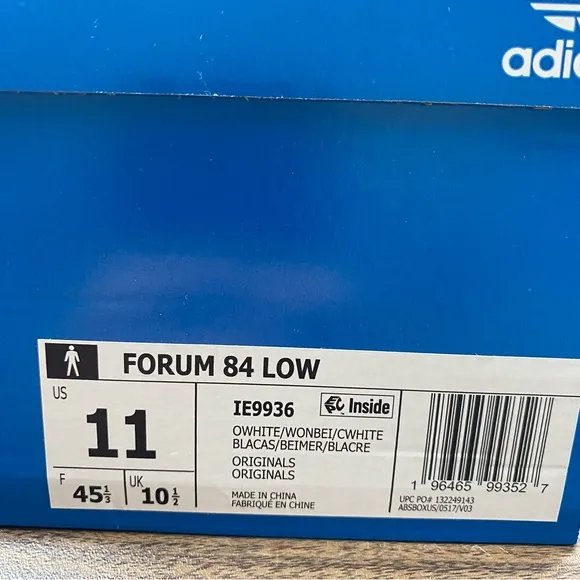 adi
FORUM 84 LOW
US
11
F
45⅓
UK
10½
IE9936
Inside
OWHITE/WONBEI/CWHITE
BLACAS/BEIMER/BLACRE
ORIGINALS
ORIGINALS
MADE IN CHINA
FABRIQUÉ EN CHINE
1 96465 99352 7
UPC PO# 132249143
ABSBOXUS/0517/V03